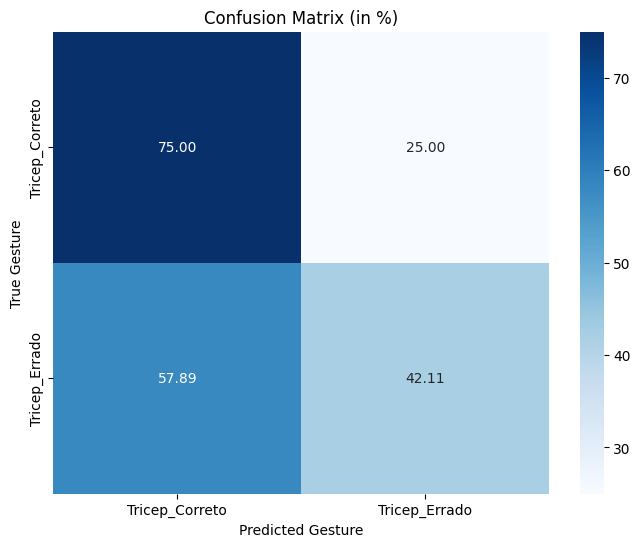 Confusion Matrix (in %)
True Gesture
Tricep_Correto
75.00
25.00
Tricep_Errado
57.89
42.11
Tricep_Correto
Tricep_Errado
Predicted Gesture
70
60
50
40
30